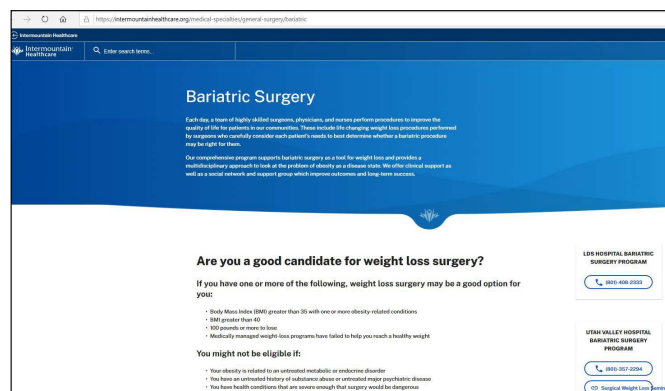 https://intermountainhealthcare.org/medical-specialties/general-surgery/bariatric
Intermountain Healthcare
Intermountain
Healthcare
Enter search terms...
Bariatric Surgery
Each day, a team of highly skilled surgeons, physicians, and nurses perform procedures to improve the
quality of life for patients in our communities. These include life changing weight loss procedures performed
by surgeons who carefully consider each patient's needs to best determine whether a bariatric procedure
may be right for them.
Our comprehensive program supports bariatric surgery as a tool for weight loss and provides a
multidisciplinary approach to look at the problem of obesity as a disease state. We offer clinical support as
well as a social network and support group which improve outcomes and long-term success.
Are you a good candidate for weight loss surgery?
If you have one or more of the following, weight loss surgery may be a good option for
you:
• Body Mass Index (BMI) greater than 35 with one or more obesity-related conditions
• BMI greater than 40
• 100 pounds or more to lose
• Medically managed weight-loss programs have failed to help you reach a healthy weight
You might not be eligible if:
• Your obesity is related to an untreated metabolic or endocrine disorder
• You have an untreated history of substance abuse or untreated major psychiatric disease
• You have health conditions that are severe enough that surgery would be dangerous
LDS HOSPITAL BARIATRIC
SURGERY PROGRAM
(801)-408-2333
UTAH VALLEY HOSPITAL
BARIATRIC SURGERY
PROGRAM
(801)-357-2294
Surgical Weight Loss Semin